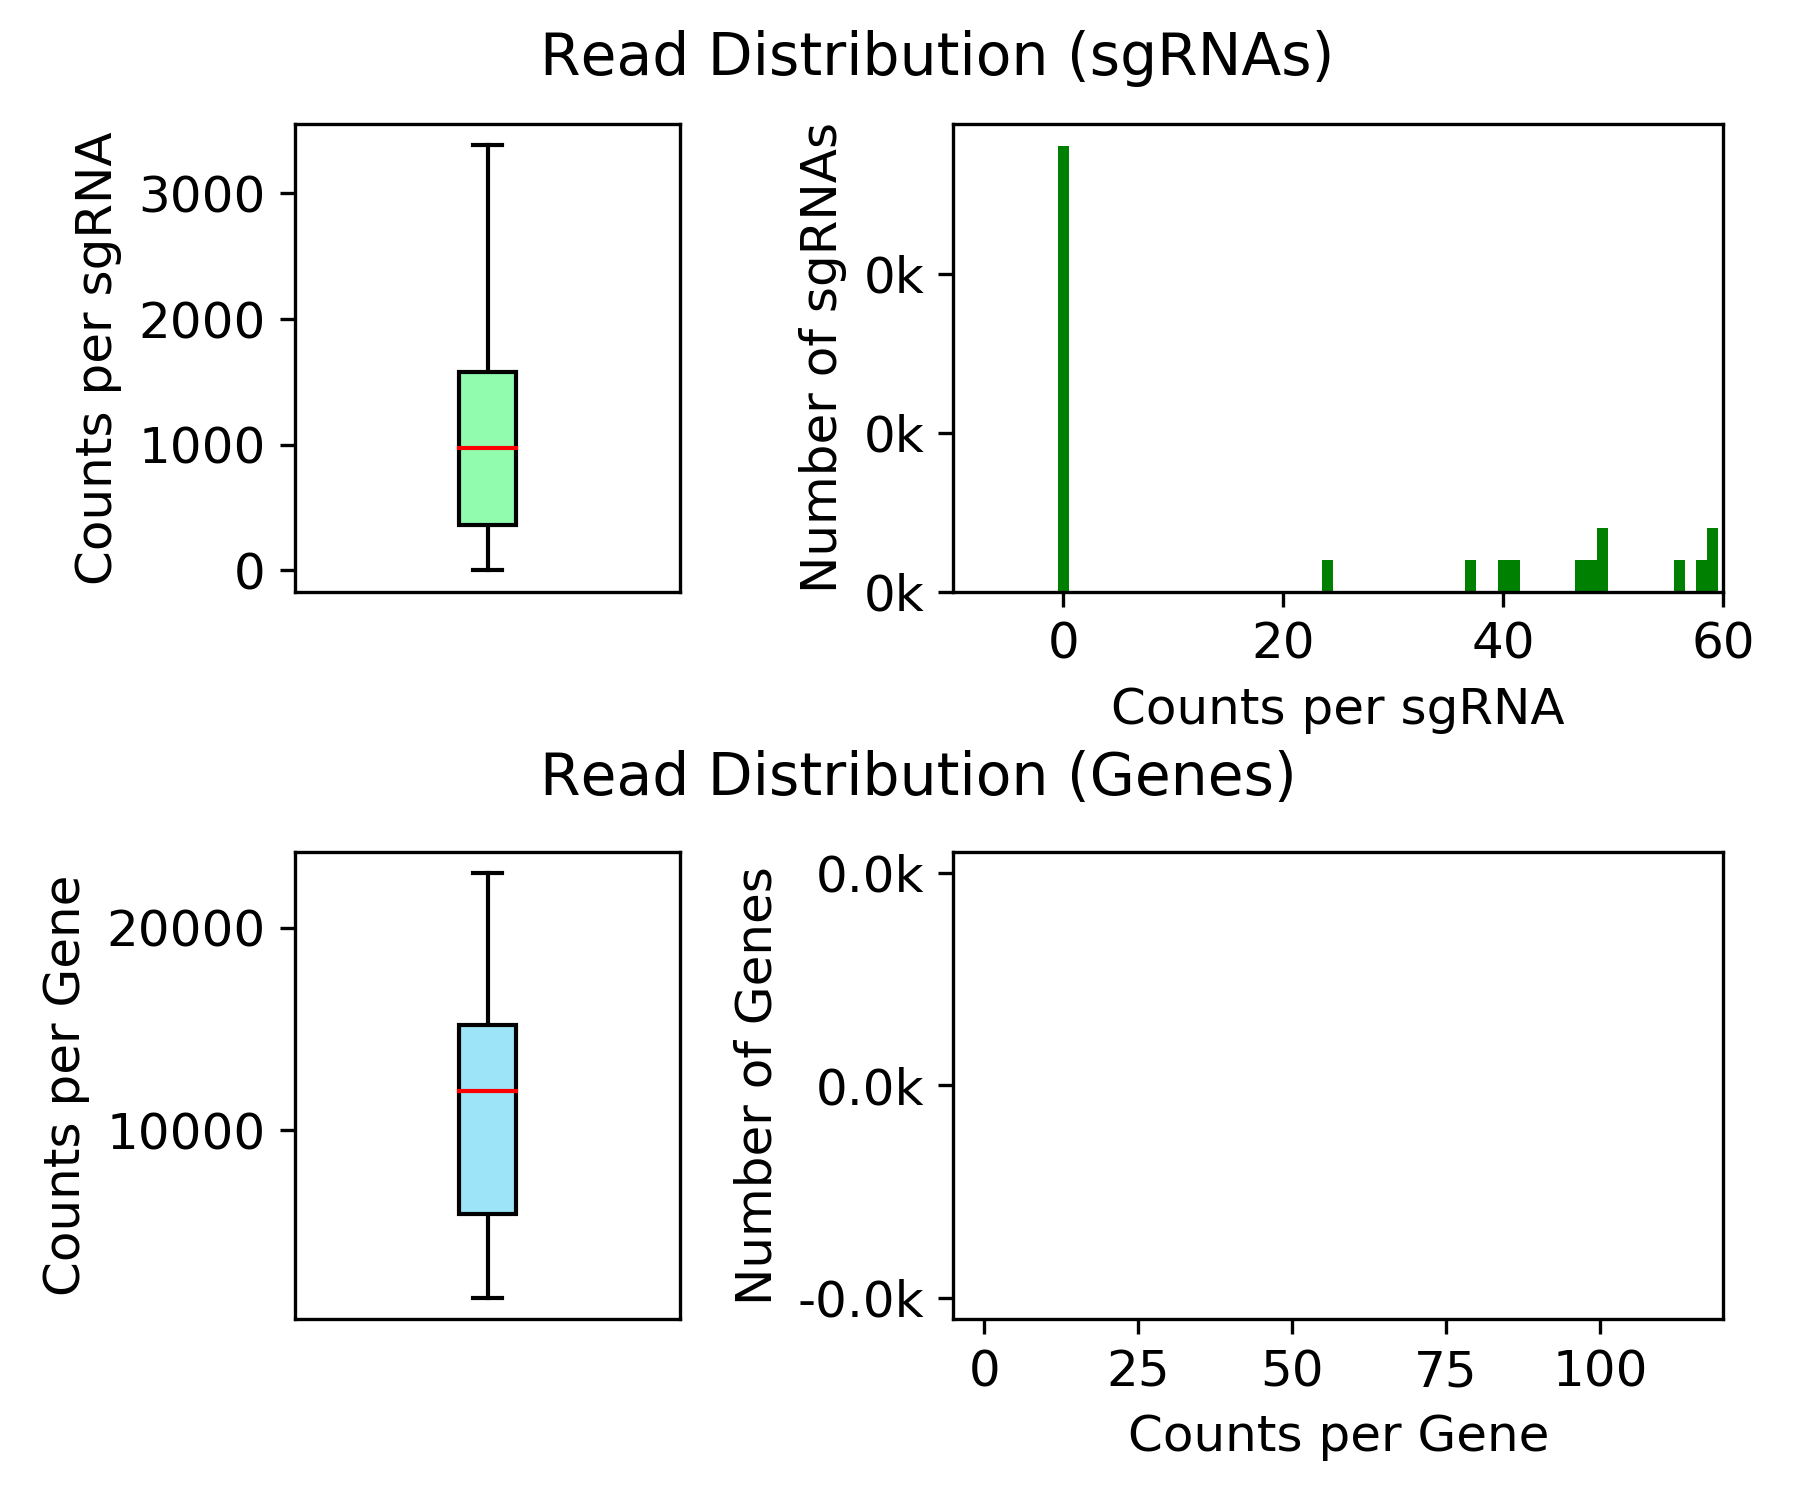 Read Distribution (sgRNAs)
Counts per sgRNA
3000
2000
1000
0
Number of sgRNAs
0k
0k
0k
0 20 40 60
Counts per sgRNA
Read Distribution (Genes)
Counts per Gene
20000
10000
Number of Genes
0.0k
0.0k
-0.0k
0 25 50 75 100
Counts per Gene